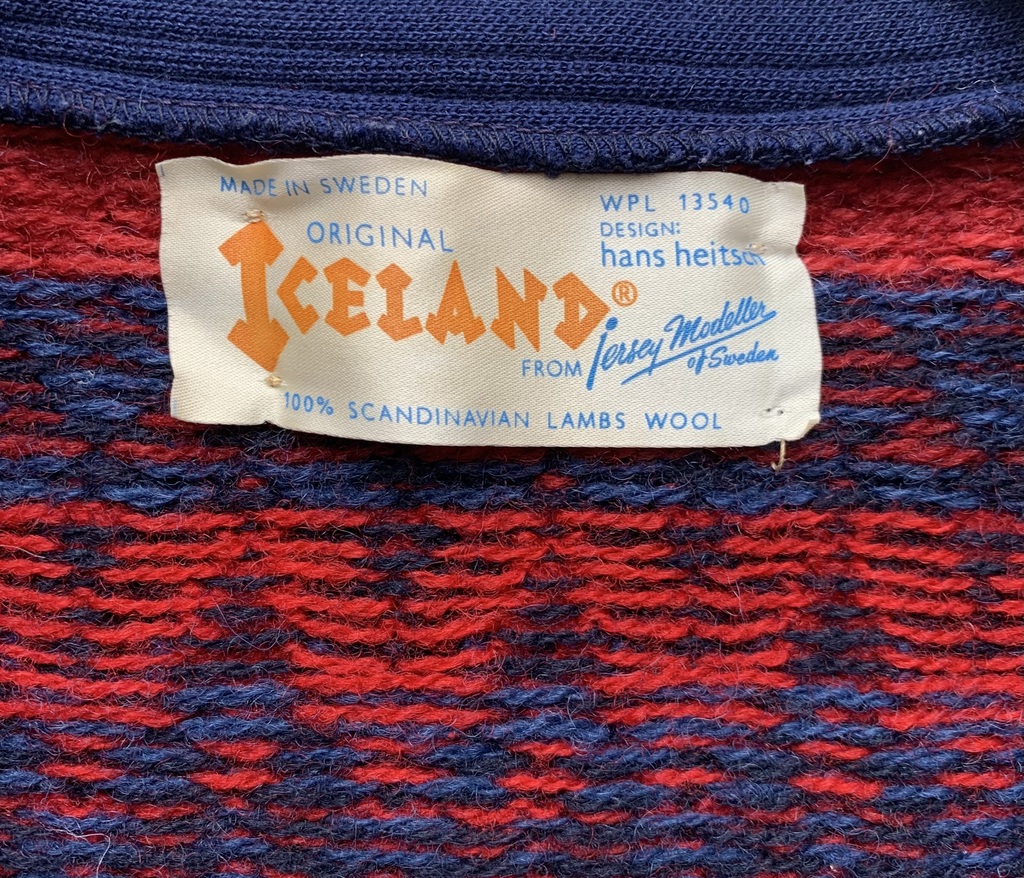 MADE IN SWEDEN
WPL 13540
ORIGINAL
DESIGN:
hans heitsch
ICELAND®
FROM Jersey Modeller
of Sweden
100% SCANDINAVIAN LAMBS WOOL